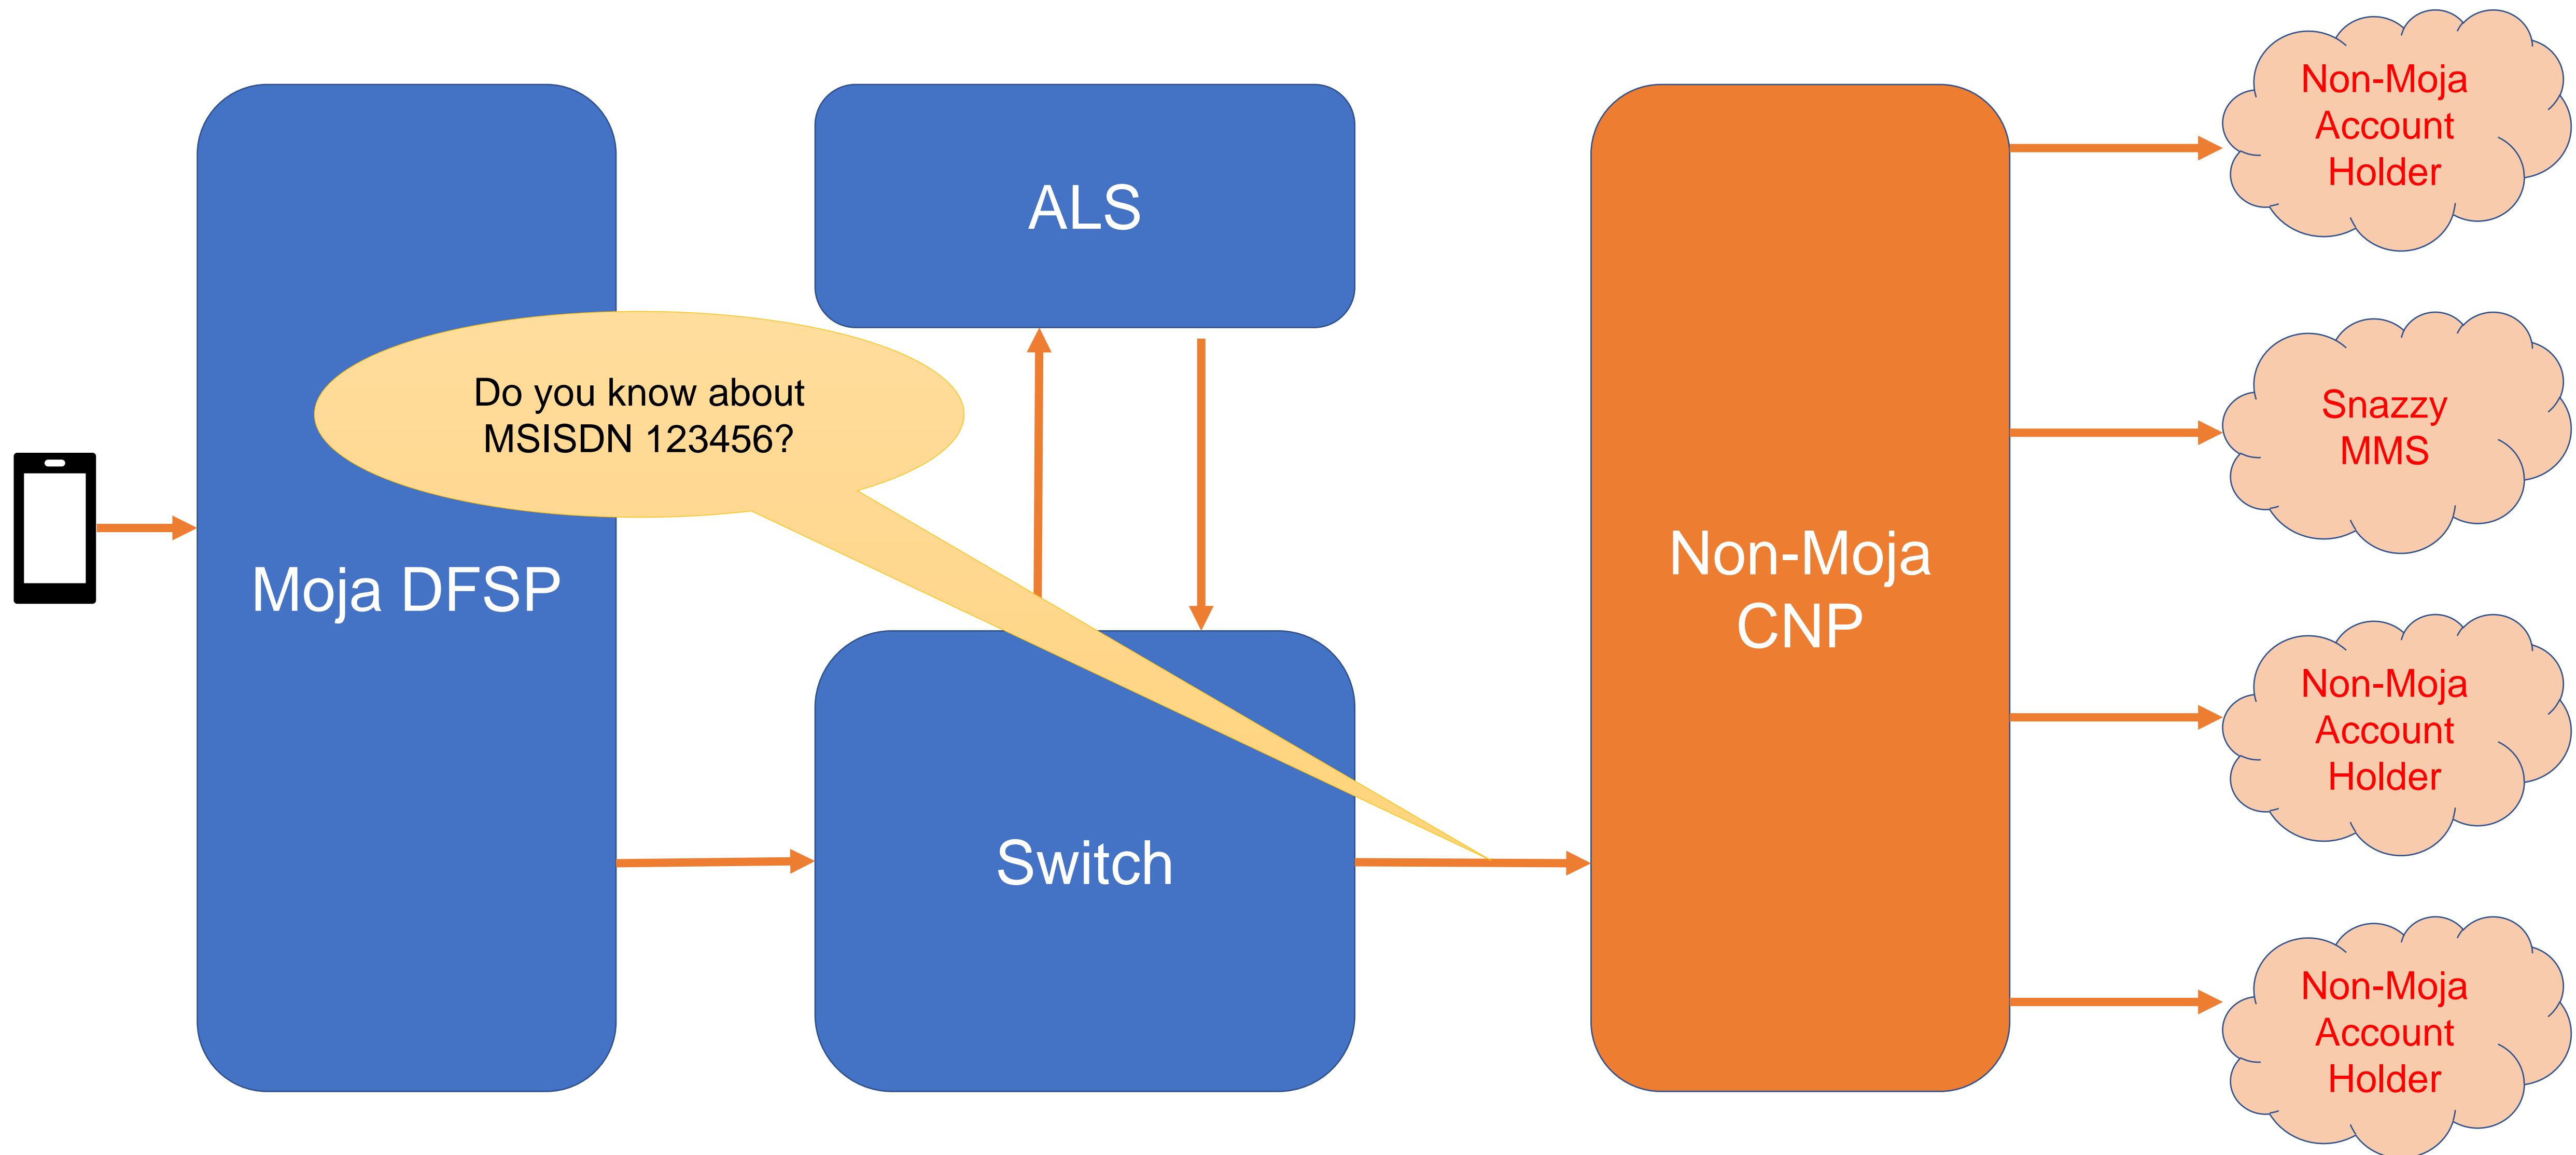 Moja DFSP
Do you know about
MSISDN 123456?
ALS
Switch
Non-Moja
CNP
Non-Moja
Account
Holder
Snazzy
MMS
Non-Moja
Account
Holder
Non-Moja
Account
Holder